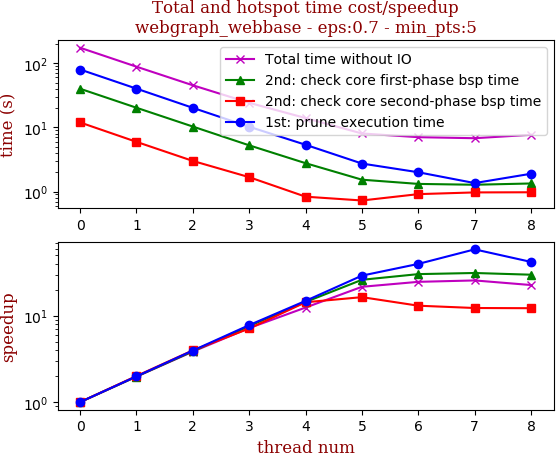 Total and hotspot time cost/speedup
webgraph_webbase - eps:0.7 - min_pts:5
time (s)
10²
10¹
10⁰
Total time without IO
2nd: check core first-phase bsp time
2nd: check core second-phase bsp time
1st: prune execution time
0 1 2 3 4 5 6 7 8
speedup
10¹
10⁰
0 1 2 3 4 5 6 7 8
thread num